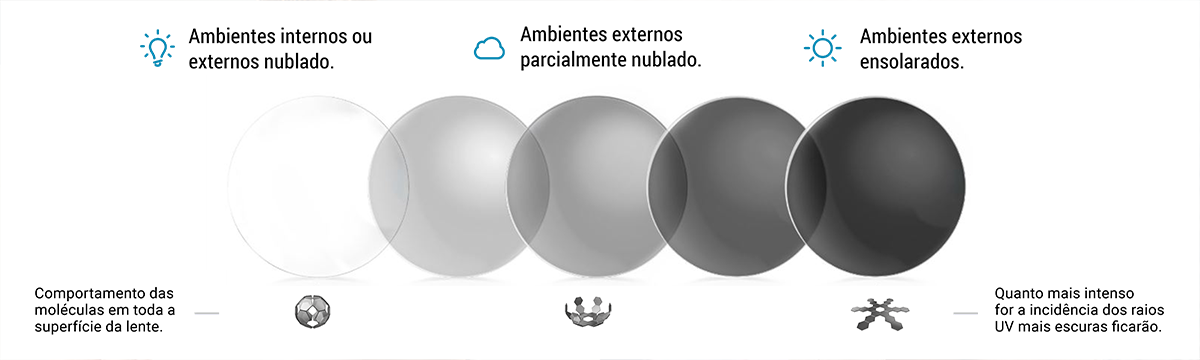 Ambientes internos ou
externos nublado.
Ambientes externos
parcialmente nublado.
Ambientes externos
ensolarados.
Comportamento das
moléculas em toda a
superfície da lente.
Quanto mais intenso
for a incidência dos raios
UV mais escuras ficarão.